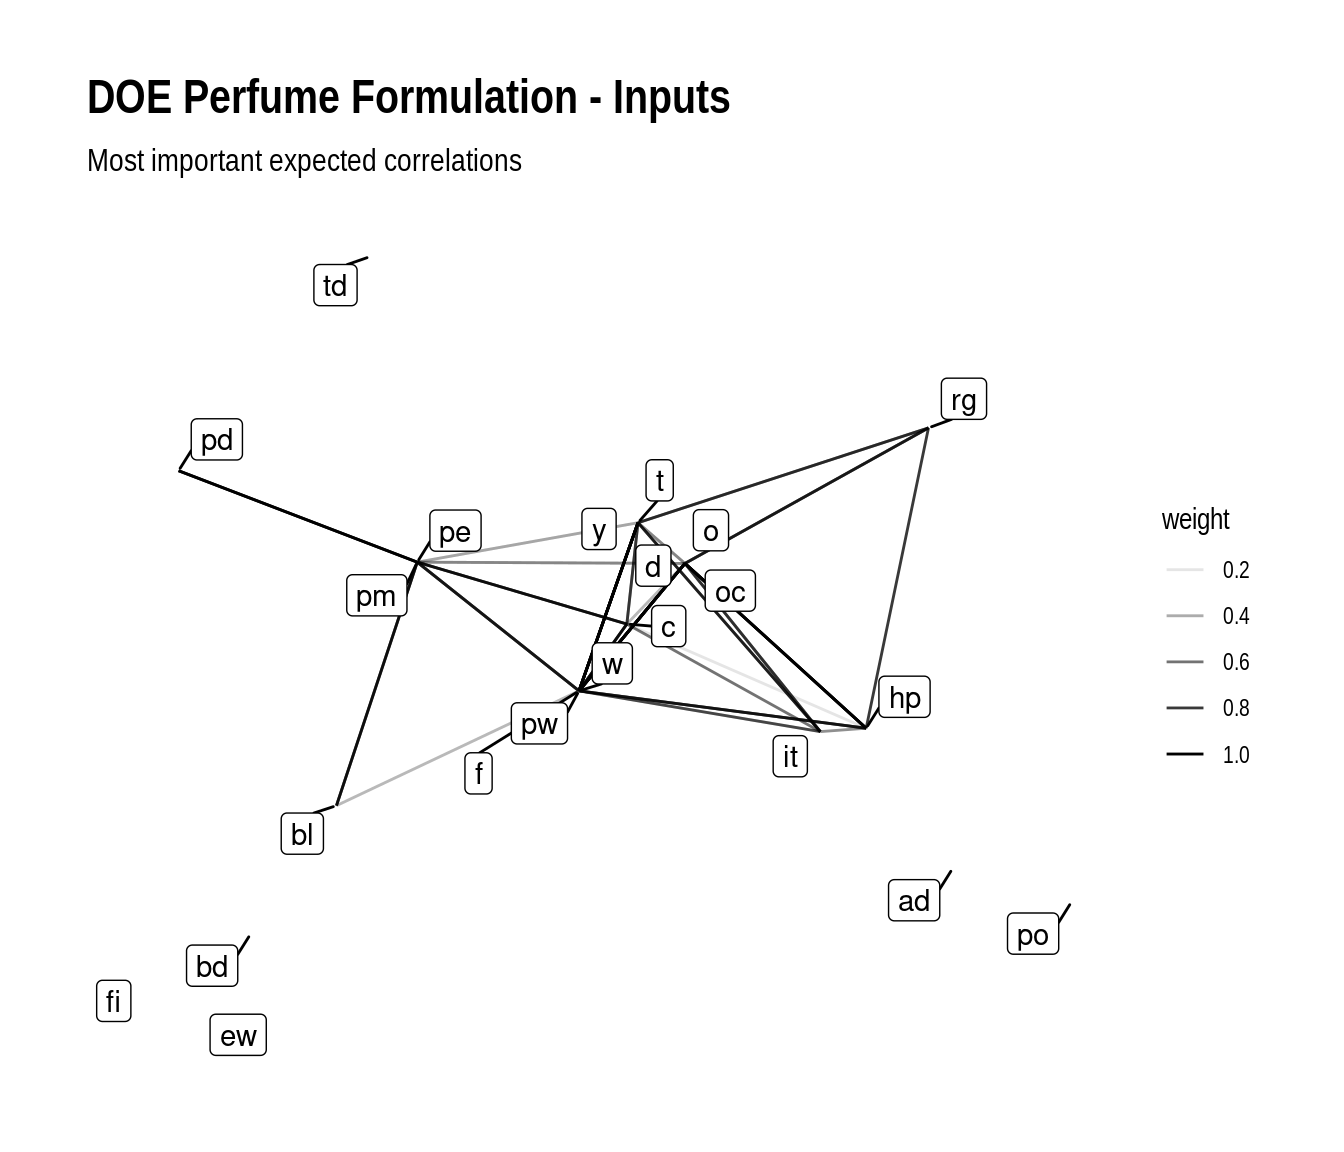 DOE Perfume Formulation - Inputs
Most important expected correlations
td
rg
pd
t
pe
y
o
d
pm
oc
c
w
hp
pw
it
f
bl
ad
po
bd
fi
ew
weight
0.2
0.4
0.6
0.8
1.0